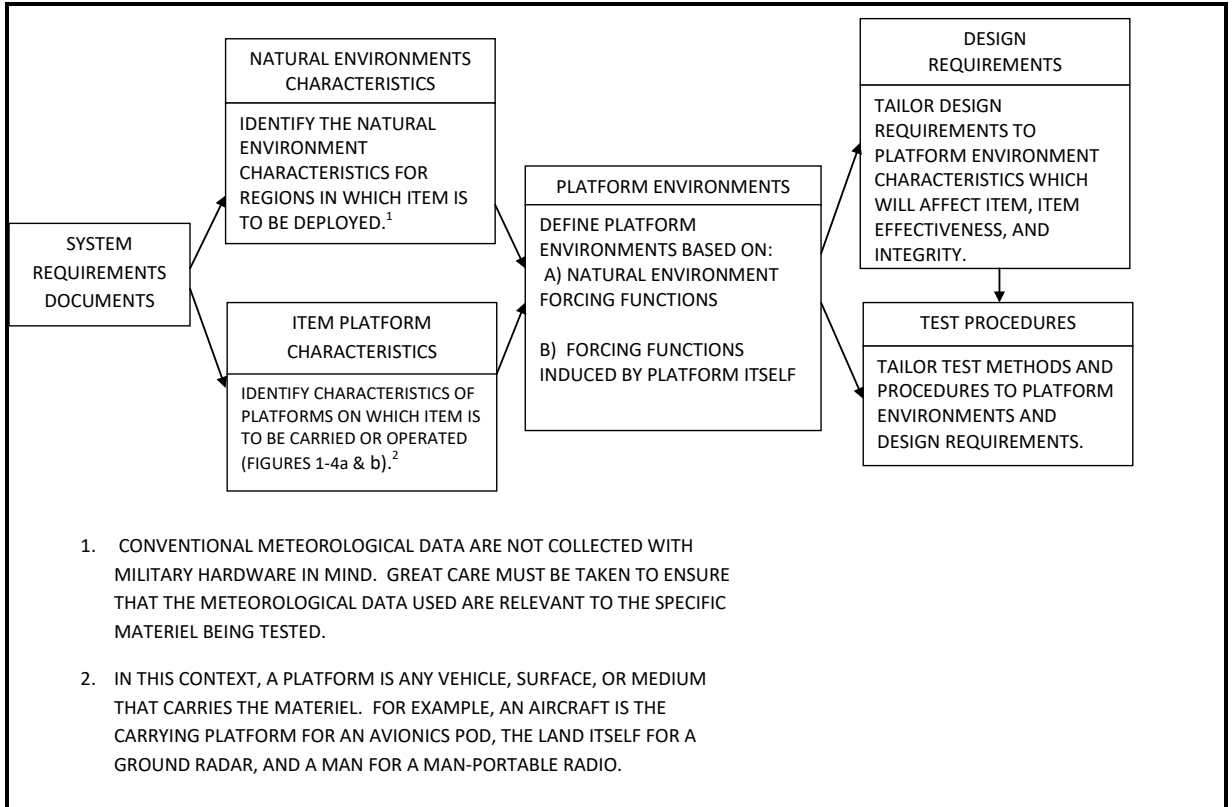 SYSTEM
REQUIREMENTS
DOCUMENTS
NATURAL ENVIRONMENTS
CHARACTERISTICS
IDENTIFY THE NATURAL
ENVIRONMENT
CHARACTERISTICS FOR
REGIONS IN WHICH ITEM IS
TO BE DEPLOYED.1
ITEM PLATFORM
CHARACTERISTICS
IDENTIFY CHARACTERISTICS OF
PLATFORMS ON WHICH ITEM IS
TO BE CARRIED OR OPERATED
(FIGURES 1-4a & b).2
PLATFORM ENVIRONMENTS
DEFINE PLATFORM
ENVIRONMENTS BASED ON:
A) NATURAL ENVIRONMENT
FORCING FUNCTIONS
B) FORCING FUNCTIONS
INDUCED BY PLATFORM ITSELF
DESIGN
REQUIREMENTS
TAILOR DESIGN
REQUIREMENTS TO
PLATFORM ENVIRONMENT
CHARACTERISTICS WHICH
WILL AFFECT ITEM, ITEM
EFFECTIVENESS, AND
INTEGRITY.
TEST PROCEDURES
TAILOR TEST METHODS AND
PROCEDURES TO PLATFORM
ENVIRONMENTS AND
DESIGN REQUIREMENTS.
1. CONVENTIONAL METEOROLOGICAL DATA ARE NOT COLLECTED WITH
MILITARY HARDWARE IN MIND. GREAT CARE MUST BE TAKEN TO ENSURE
THAT THE METEOROLOGICAL DATA USED ARE RELEVANT TO THE SPECIFIC
MATERIEL BEING TESTED.
2. IN THIS CONTEXT, A PLATFORM IS ANY VEHICLE, SURFACE, OR MEDIUM
THAT CARRIES THE MATERIEL. FOR EXAMPLE, AN AIRCRAFT IS THE
CARRYING PLATFORM FOR AN AVIONICS POD, THE LAND ITSELF FOR A
GROUND RADAR, AND A MAN FOR A MAN-PORTABLE RADIO.